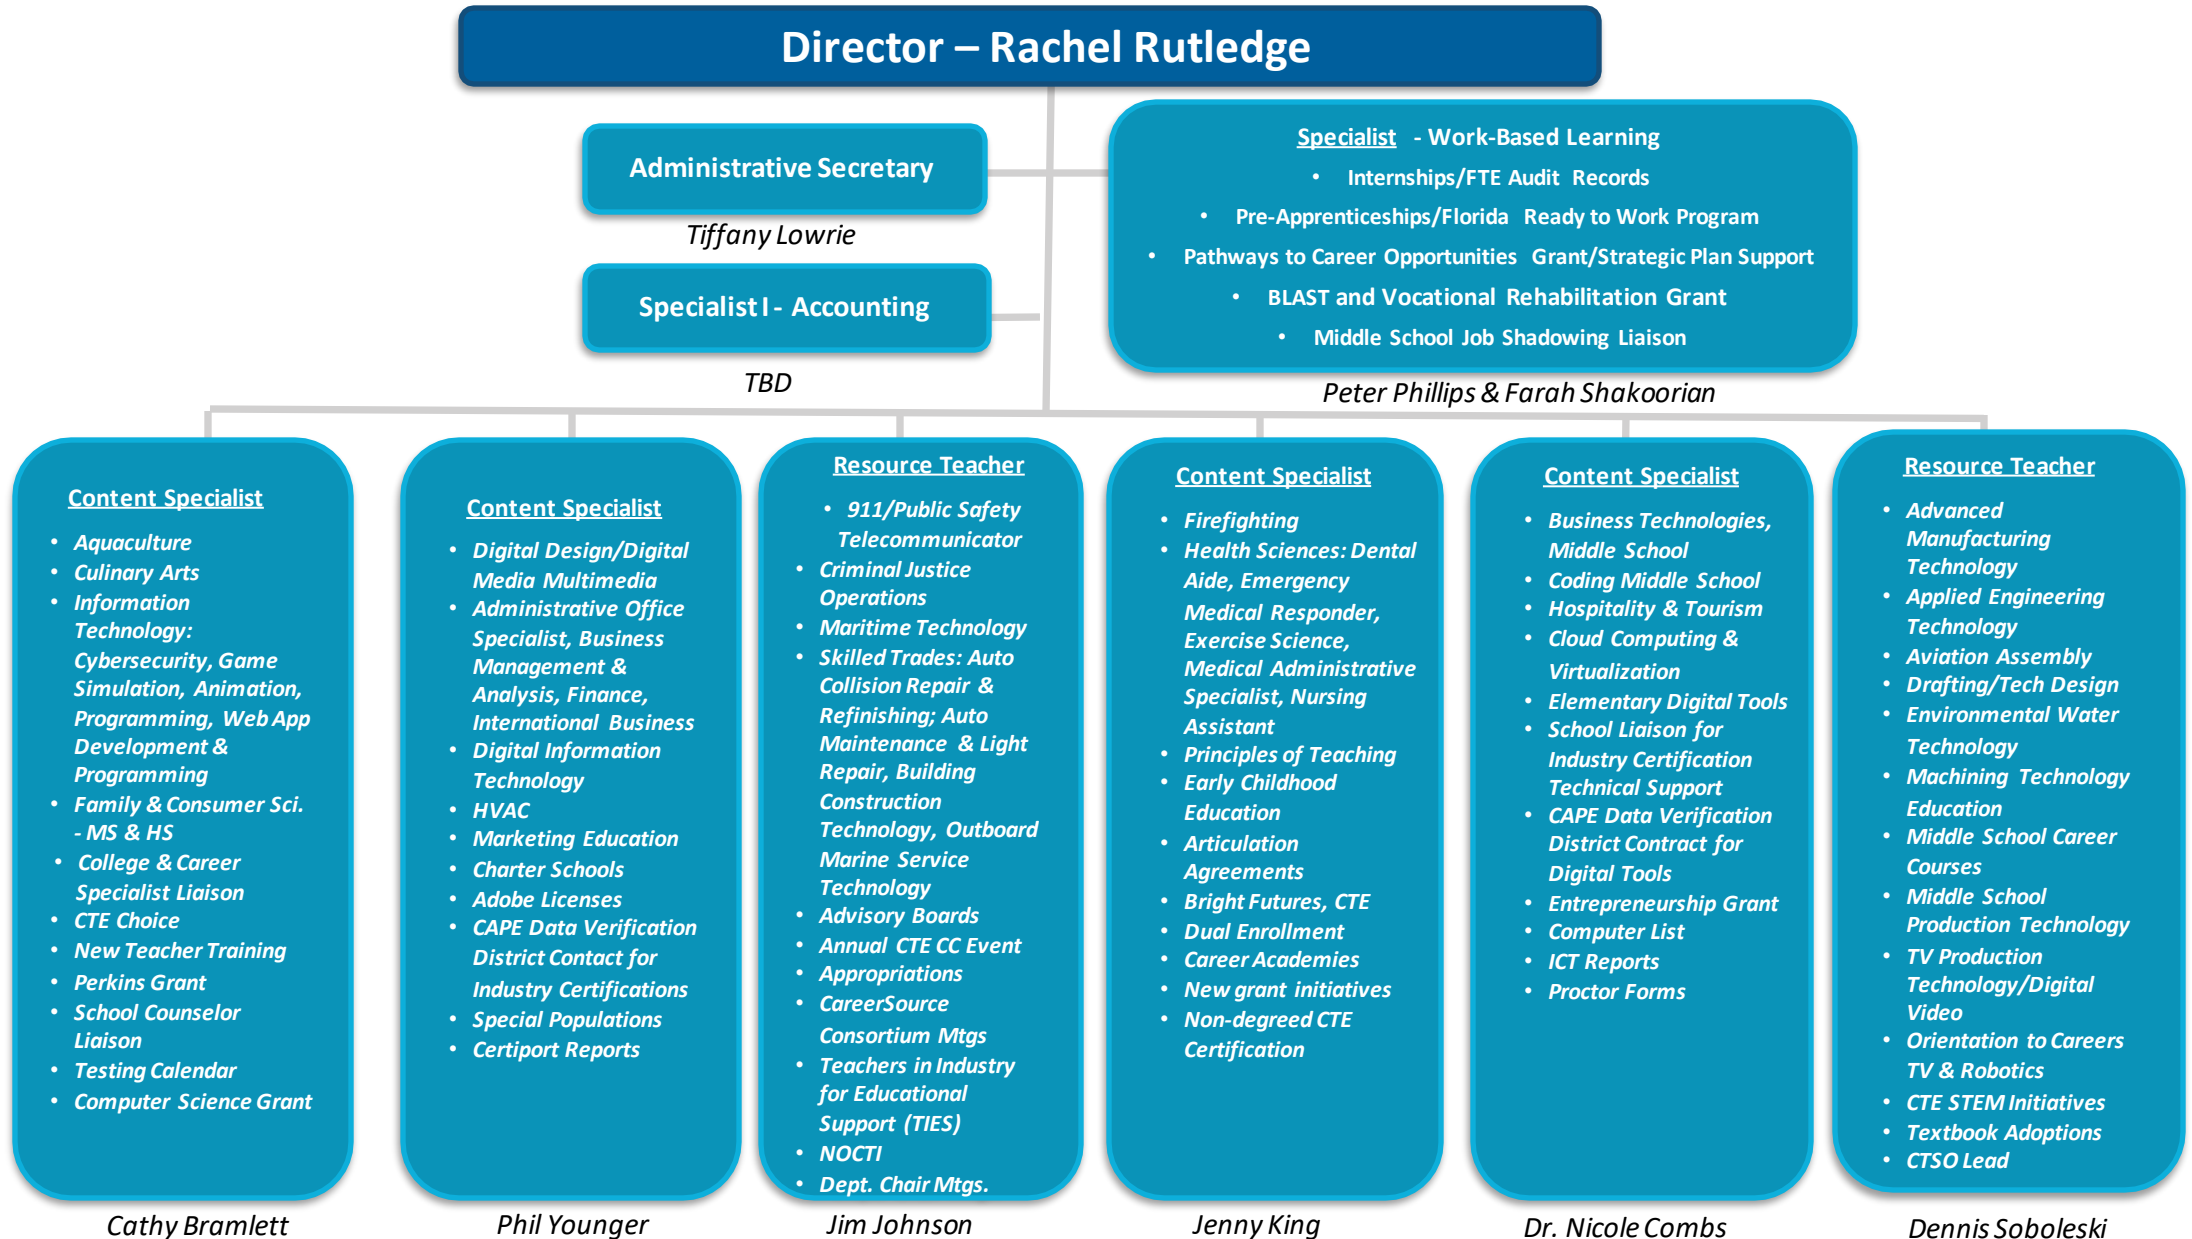 Director – Rachel Rutledge
Administrative Secretary
Tiffany Lowrie
Specialist I - Accounting
TBD
Specialist - Work-Based Learning
• Internships/FTE Audit Records
• Pre-Apprenticeships/Florida Ready to Work Program
• Pathways to Career Opportunities Grant/Strategic Plan Support
• BLAST and Vocational Rehabilitation Grant
• Middle School Job Shadowing Liaison
Peter Phillips & Farah Shakoorian
Content Specialist
• Aquaculture
• Culinary Arts
• Information
Technology:
Cybersecurity, Game
Simulation, Animation,
Programming, Web App
Development &
Programming
• Family & Consumer Sci.
- MS & HS
• College & Career
Specialist Liaison
• CTE Choice
• New Teacher Training
• Perkins Grant
• School Counselor
Liaison
• Testing Calendar
• Computer Science Grant
Cathy Bramlett
Content Specialist
• Digital Design/Digital
Media Multimedia
• Administrative Office
Specialist, Business
Management &
Analysis, Finance,
International Business
• Digital Information
Technology
• HVAC
• Marketing Education
• Charter Schools
• Adobe Licenses
• CAPE Data Verification
District Contact for
Industry Certifications
• Special Populations
• Certiport Reports
Phil Younger
Resource Teacher
• 911/Public Safety
Telecommunicator
• Criminal Justice
Operations
• Maritime Technology
• Skilled Trades: Auto
Collision Repair &
Refinishing; Auto
Maintenance & Light
Repair, Building
Construction
Technology, Outboard
Marine Service
Technology
• Advisory Boards
• Annual CTE CC Event
• Appropriations
• CareerSource
Consortium Mtgs
• Teachers in Industry
for Educational
Support (TIES)
• NOCTI
• Dept. Chair Mtgs.
Jim Johnson
Content Specialist
• Firefighting
• Health Sciences: Dental
Aide, Emergency
Medical Responder,
Exercise Science,
Medical Administrative
Specialist, Nursing
Assistant
• Principles of Teaching
• Early Childhood
Education
• Articulation
Agreements
• Bright Futures, CTE
• Dual Enrollment
• Career Academies
• New grant initiatives
• Non-degreed CTE
Certification
Jenny King
Content Specialist
• Business Technologies,
Middle School
• Coding Middle School
• Hospitality & Tourism
• Cloud Computing &
Virtualization
• Elementary Digital Tools
• School Liaison for
Industry Certification
Technical Support
• CAPE Data Verification
District Contract for
Digital Tools
• Entrepreneurship Grant
• Computer List
• ICT Reports
• Proctor Forms
Dr. Nicole Combs
Resource Teacher
• Advanced
Manufacturing
Technology
• Applied Engineering
Technology
• Aviation Assembly
• Drafting/Tech Design
• Environmental Water
Technology
• Machining Technology
Education
• Middle School Career
Courses
• Middle School
Production Technology
• TV Production
Technology/Digital
Video
• Orientation to Careers
TV & Robotics
• CTE STEM Initiatives
• Textbook Adoptions
• CTSO Lead
Dennis Soboleski